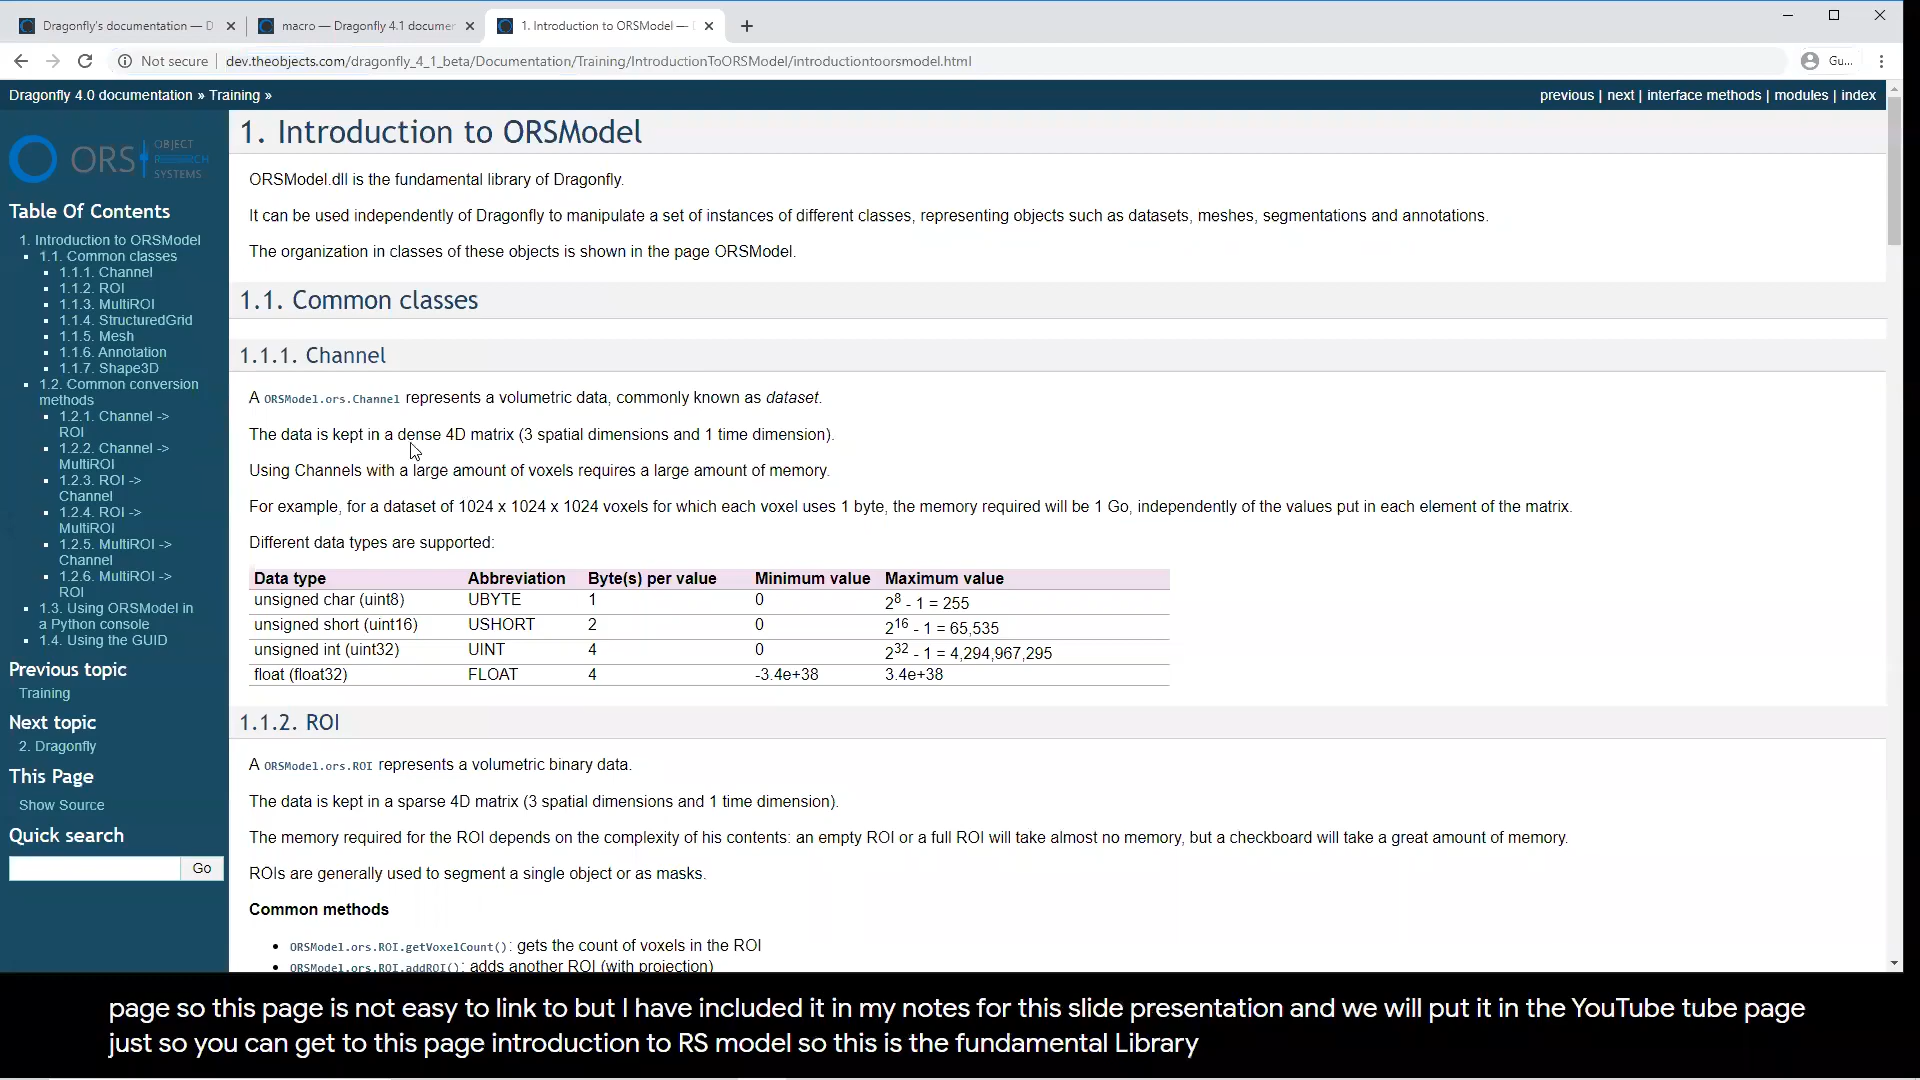 Dragonfly's documentation — D
macro — Dragonfly 4.1 documen
1. Introduction to ORSModel —
Not secure
dev.theobjects.com/dragonfly_4_1_beta/Documentation/Training/IntroductionToORSModel/introductiontoorsmodel.html
Gu...
Dragonfly 4.0 documentation » Training »
previous | next | interface methods | modules | index
ORS OBJECT RESEARCH SYSTEMS
Table Of Contents
1. Introduction to ORSModel
1.1. Common classes
1.1.1. Channel
1.1.2. ROI
1.1.3. MultiROI
1.1.4. StructuredGrid
1.1.5. Mesh
1.1.6. Annotation
1.1.7. Shape3D
1.2. Common conversion
methods
1.2.1. Channel ->
ROI
1.2.2. Channel ->
MultiROI
1.2.3. ROI ->
Channel
1.2.4. ROI ->
MultiROI
1.2.5. MultiROI ->
Channel
1.2.6. MultiROI ->
ROI
1.3. Using ORSModel in
a Python console
1.4. Using the GUID
Previous topic
Training
Next topic
2. Dragonfly
This Page
Show Source
Quick search
Go
1. Introduction to ORSModel
ORSModel.dll is the fundamental library of Dragonfly.
It can be used independently of Dragonfly to manipulate a set of instances of different classes, representing objects such as datasets, meshes, segmentations and annotations.
The organization in classes of these objects is shown in the page ORSModel.
1.1. Common classes
1.1.1. Channel
A ORSModel.ors.Channel represents a volumetric data, commonly known as dataset.
The data is kept in a dense 4D matrix (3 spatial dimensions and 1 time dimension).
Using Channels with a large amount of voxels requires a large amount of memory.
For example, for a dataset of 1024 x 1024 x 1024 voxels for which each voxel uses 1 byte, the memory required will be 1 Go, independently of the values put in each element of the matrix.
Different data types are supported:
Data type Abbreviation Byte(s) per value Minimum value Maximum value
unsigned char (uint8) UBYTE 1 0 2⁸ - 1 = 255
unsigned short (uint16) USHORT 2 0 2¹⁶ - 1 = 65,535
unsigned int (uint32) UINT 4 0 2³² - 1 = 4,294,967,295
float (float32) FLOAT 4 -3.4e+38 3.4e+38
1.1.2. ROI
A ORSModel.ors.ROI represents a volumetric binary data.
The data is kept in a sparse 4D matrix (3 spatial dimensions and 1 time dimension).
The memory required for the ROI depends on the complexity of his contents: an empty ROI or a full ROI will take almost no memory, but a checkboard will take a great amount of memory.
ROIs are generally used to segment a single object or as masks.
Common methods
ORSModel.ors.ROI.getVoxelCount(): gets the count of voxels in the ROI
ORSModel.ors.ROI.addROI(): adds another ROI (with projection)
page so this page is not easy to link to but I have included it in my notes for this slide presentation and we will put it in the YouTube tube page
just so you can get to this page introduction to RS model so this is the fundamental Library